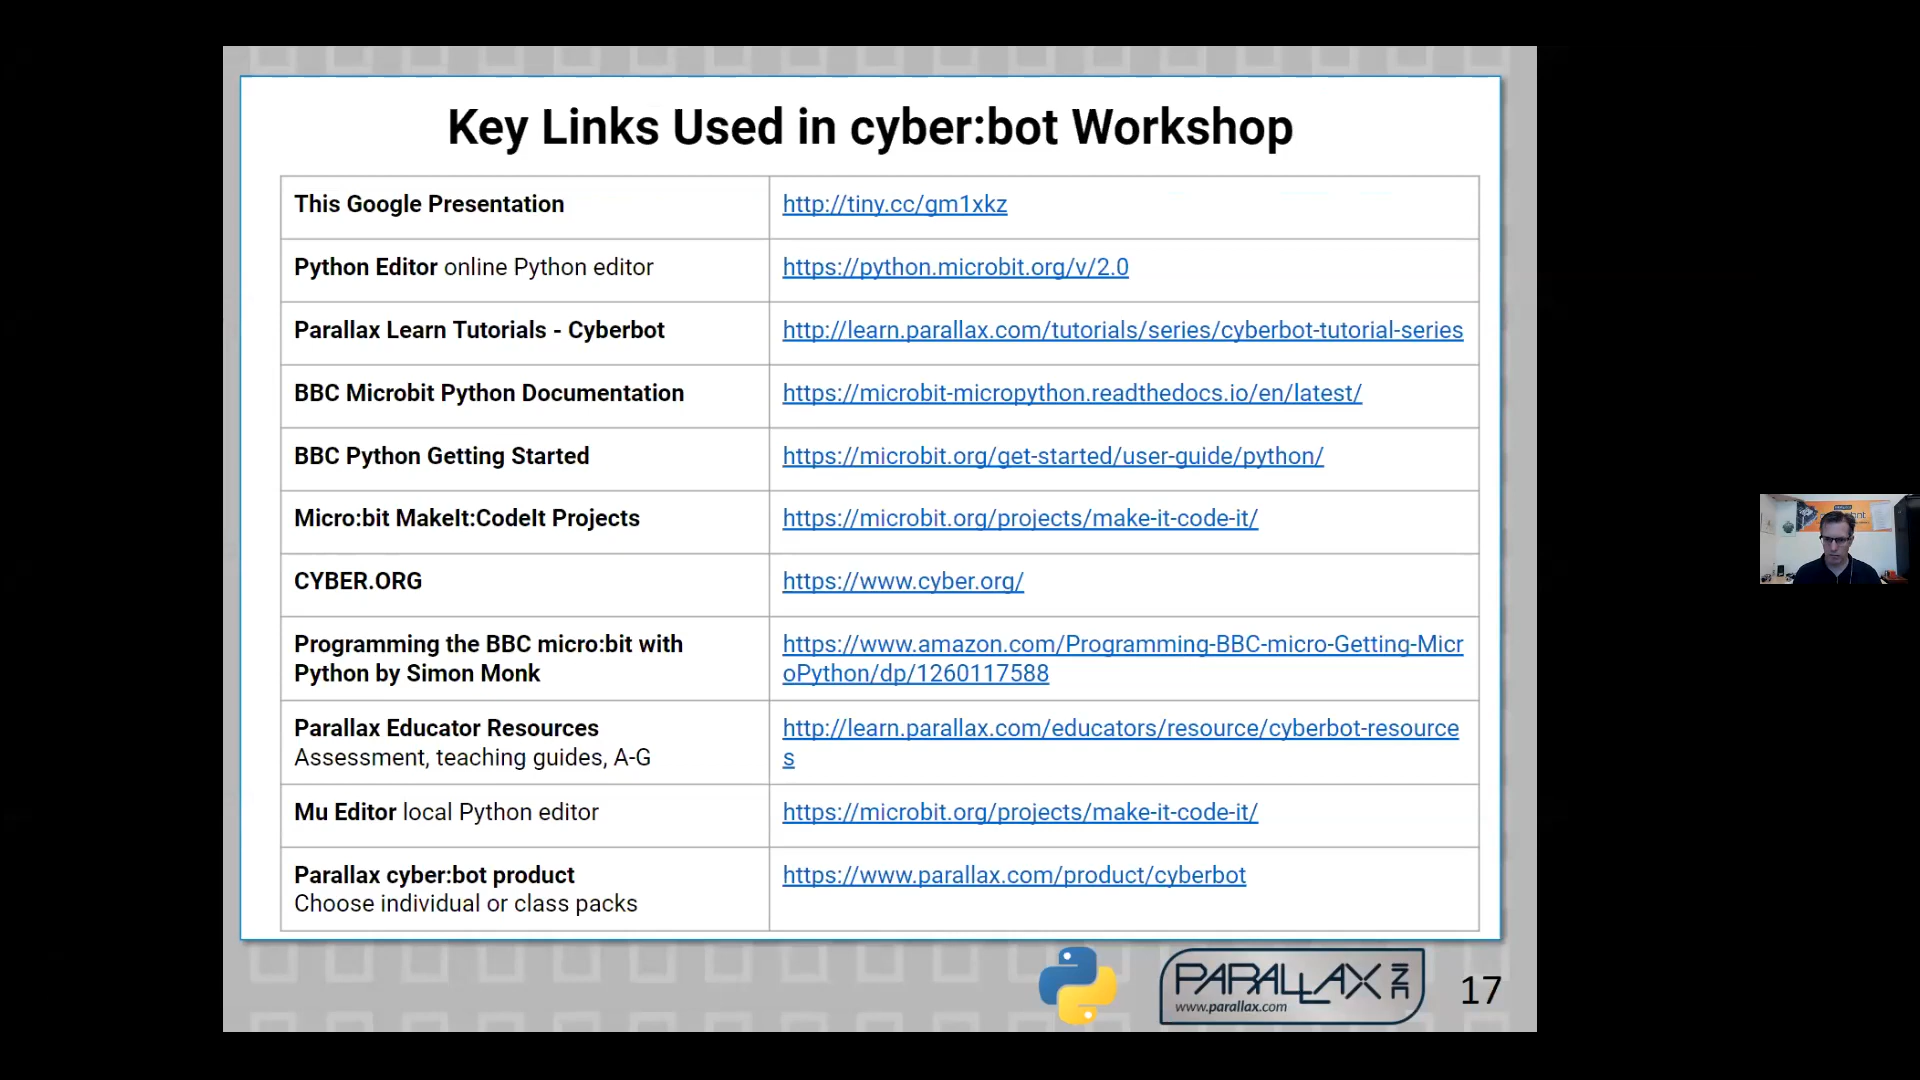 Key Links Used in cyber:bot Workshop
This Google Presentation
http://tiny.cc/gm1xkz
Python Editor online Python editor
https://python.microbit.org/v/2.0
Parallax Learn Tutorials - Cyberbot
http://learn.parallax.com/tutorials/series/cyberbot-tutorial-series
BBC Microbit Python Documentation
https://microbit-micropython.readthedocs.io/en/latest/
BBC Python Getting Started
https://microbit.org/get-started/user-guide/python/
Micro:bit MakeIt:CodeIt Projects
https://microbit.org/projects/make-it-code-it/
CYBER.ORG
https://www.cyber.org/
Programming the BBC micro:bit with
Python by Simon Monk
https://www.amazon.com/Programming-BBC-micro-Getting-Micr
oPython/dp/1260117588
Parallax Educator Resources
Assessment, teaching guides, A-G
http://learn.parallax.com/educators/resource/cyberbot-resource
s
Mu Editor local Python editor
https://microbit.org/projects/make-it-code-it/
Parallax cyber:bot product
Choose individual or class packs
https://www.parallax.com/product/cyberbot
PARALLAX INC
www.parallax.com
17